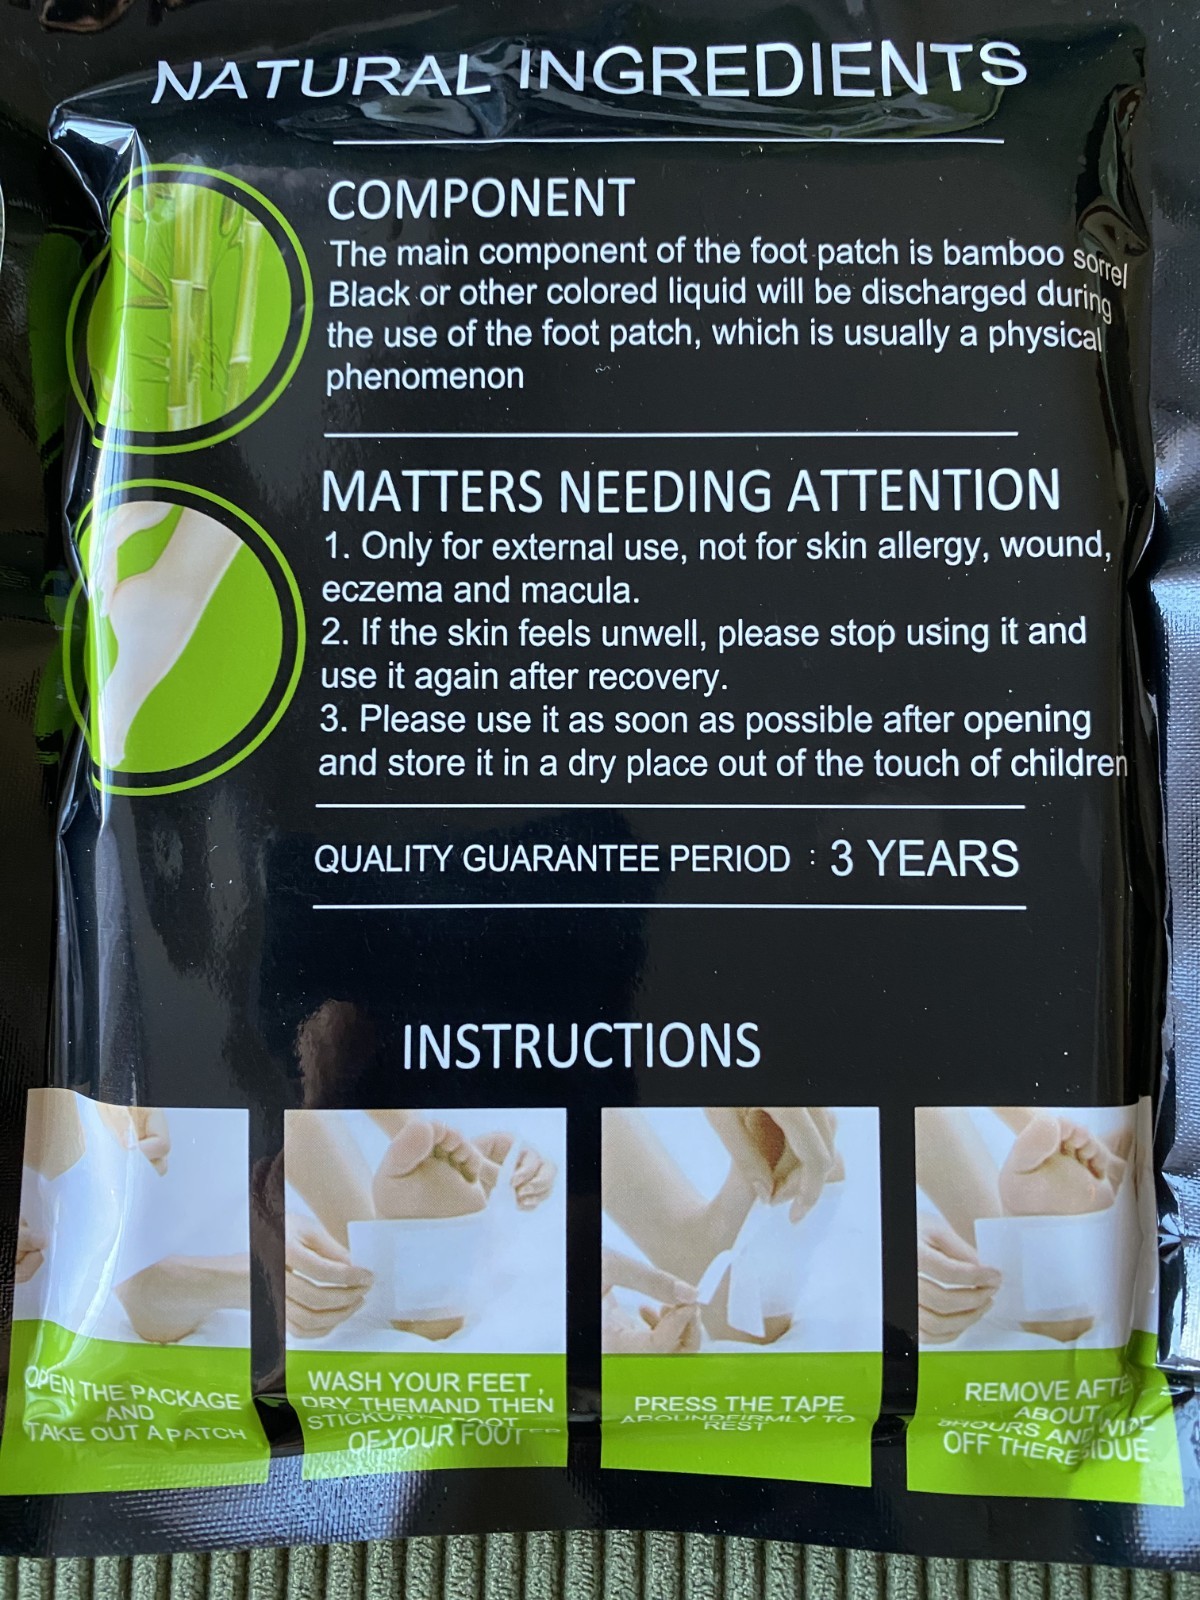 NATURAL INGREDIENTS
COMPONENT
The main component of the foot patch is bamboo sorrel
Black or other colored liquid will be discharged during
the use of the foot patch, which is usually a physical
phenomenon
MATTERS NEEDING ATTENTION
1. Only for external use, not for skin allergy, wound,
eczema and macula.
2. If the skin feels unwell, please stop using it and
use it again after recovery.
3. Please use it as soon as possible after opening
and store it in a dry place out of the touch of children
QUALITY GUARANTEE PERIOD : 3 YEARS
INSTRUCTIONS
OPEN THE PACKAGE
AND
TAKE OUT A PATCH
WASH YOUR FEET ,
DRY THEMAND THEN
OF YOUR FOOT
PRESS THE TAPE
AROUNDFIRMLY TO
REST
REMOVE AFTE
ABOUT
8HOURS AND WIPE
OFF THERESIDUE